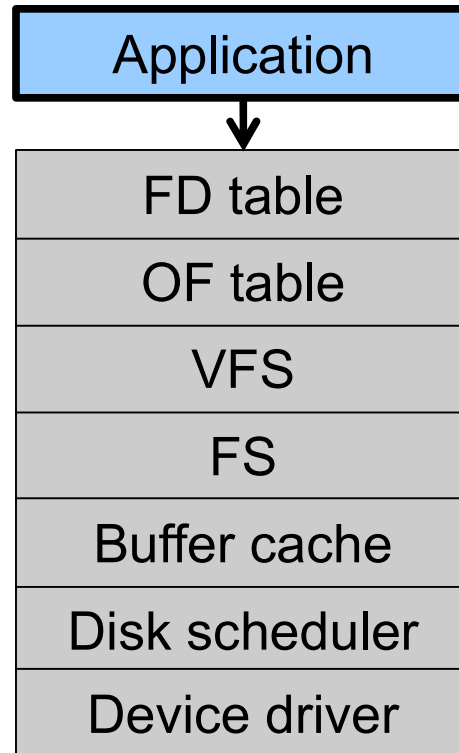 Application
FD table
OF table
VFS
FS
Buffer cache
Disk scheduler
Device driver